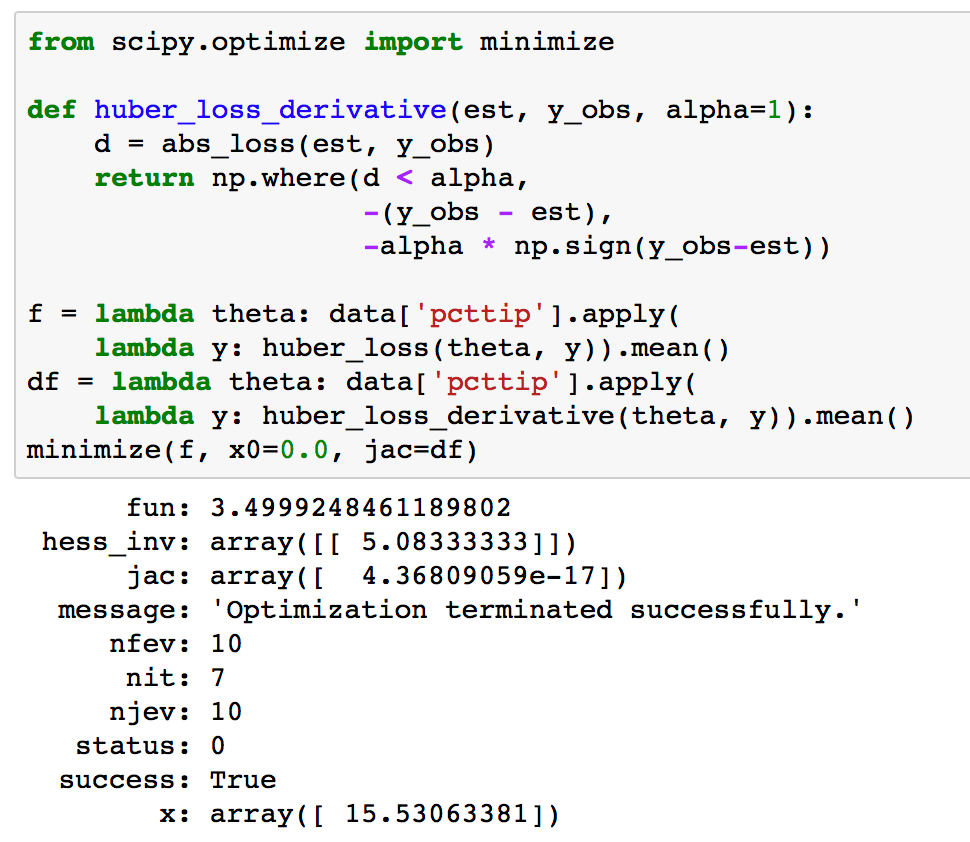 from scipy.optimize import minimize
def huber_loss_derivative(est, y_obs, alpha=1):
    d = abs_loss(est, y_obs)
    return np.where(d < alpha,
                    -(y_obs - est),
                    -alpha * np.sign(y_obs-est))
f = lambda theta: data['pcttip'].apply(
    lambda y: huber_loss(theta, y)).mean()
df = lambda theta: data['pcttip'].apply(
    lambda y: huber_loss_derivative(theta, y)).mean()
minimize(f, x0=0.0, jac=df)
      fun: 3.4999248461189802
 hess_inv: array([[ 5.08333333]])
      jac: array([  4.36809059e-17])
  message: 'Optimization terminated successfully.'
     nfev: 10
      nit: 7
     njev: 10
   status: 0
  success: True
        x: array([ 15.53063381])